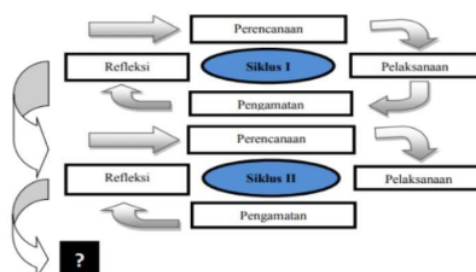 Perencanaan
Refleksi
Siklus I
Pelaksanaan
Pengamatan
Perencanaan
Refleksi
Siklus II
Pelaksanaan
Pengamatan
?